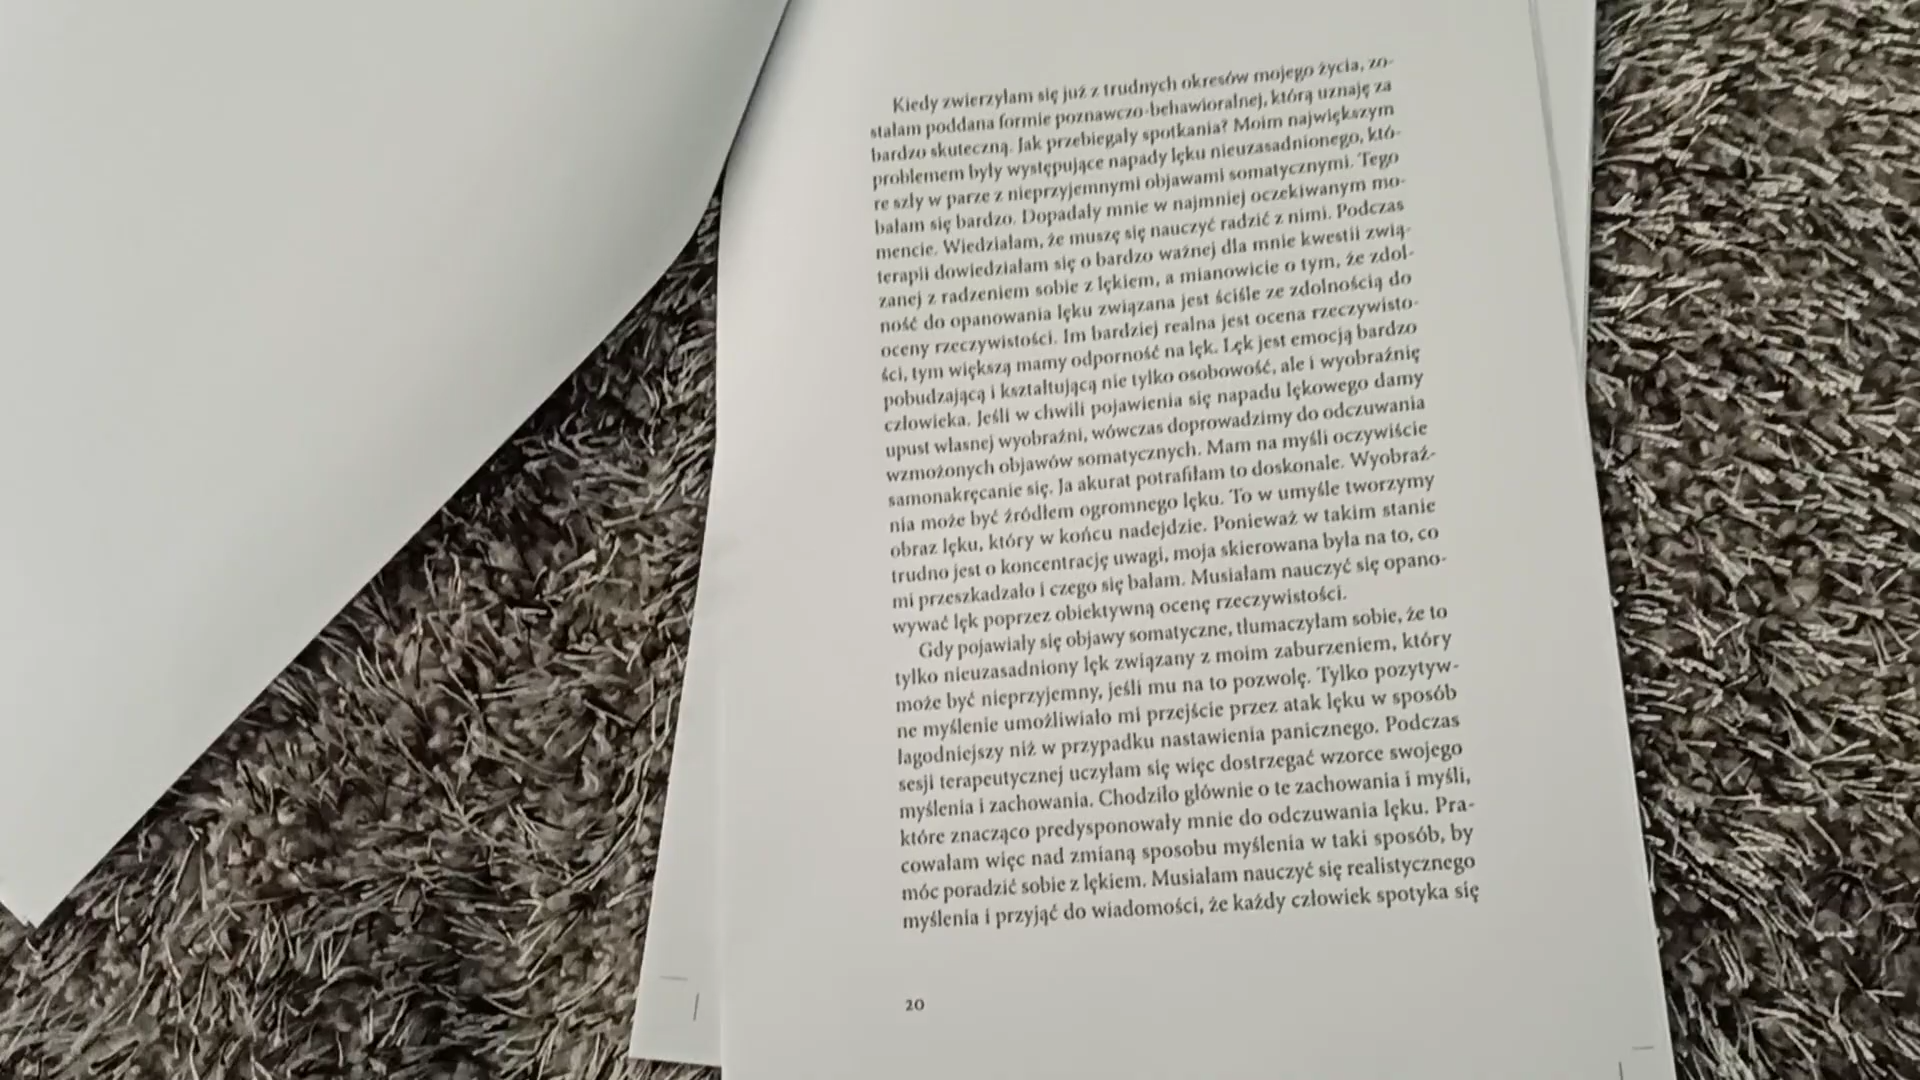 Kiedy zwierzyłam się już z trudnych okresów mojego życia, zo-
stałam poddana formie poznawczo-behawioralnej, którą uznaję za
bardzo skuteczną. Jak przebiegały spotkania? Moim największym
problemem były występujące napady lęku nieuzasadnionego, któ-
re szły w parze z nieprzyjemnymi objawami somatycznymi. Tego
bałam się bardzo. Dopadały mnie w najmniej oczekiwanym mo-
mencie. Wiedziałam, że muszę się nauczyć radzić z nimi. Podczas
terapii dowiedziałam się o bardzo ważnej dla mnie kwestii zwią-
zanej z radzeniem sobie z lękiem, a mianowicie o tym, że zdol-
ność do opanowania lęku związana jest ściśle ze zdolnością do
oceny rzeczywistości. Im bardziej realna jest ocena rzeczywisto-
ści, tym większą mamy odporność na lęk. Lęk jest emocją bardzo
pobudzającą i kształtującą nie tylko osobowość, ale i wyobraźnię
człowieka. Jeśli w chwili pojawienia się napadu lękowego damy
upust własnej wyobraźni, wówczas doprowadzimy do odczuwania
wzmożonych objawów somatycznych. Mam na myśli oczywiście
samonakręcanie się. Ja akurat potrafiłam to doskonale. Wyobraź-
nia może być źródłem ogromnego lęku. To w umyśle tworzymy
obraz lęku, który w końcu nadejdzie. Ponieważ w takim stanie
trudno jest o koncentrację uwagi, moja skierowana była na to, co
mi przeszkadzało i czego się bałam. Musiałam nauczyć się opano-
wywać lęk poprzez obiektywną ocenę rzeczywistości.
Gdy pojawiały się objawy somatyczne, tłumaczyłam sobie, że to
tylko nieuzasadniony lęk związany z moim zaburzeniem, który
może być nieprzyjemny, jeśli mu na to pozwolę. Tylko pozytyw-
ne myślenie umożliwiało mi przejście przez atak lęku w sposób
łagodniejszy niż w przypadku nastawienia panicznego. Podczas
sesji terapeutycznej uczyłam się więc dostrzegać wzorce swojego
myślenia i zachowania. Chodziło głównie o te zachowania i myśli,
które znacząco predysponowały mnie do odczuwania lęku. Pra-
cowałam więc nad zmianą sposobu myślenia w taki sposób, by
móc poradzić sobie z lękiem. Musiałam nauczyć się realistycznego
myślenia i przyjąć do wiadomości, że każdy człowiek spotyka się
20